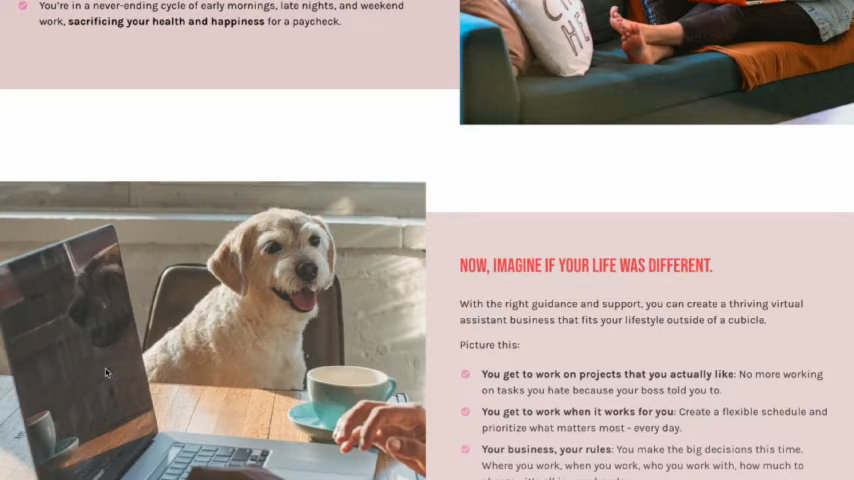 You're in a never-ending cycle of early mornings, late nights, and weekend
work, sacrificing your health and happiness for a paycheck.
NOW, IMAGINE IF YOUR LIFE WAS DIFFERENT.
With the right guidance and support, you can create a thriving virtual
assistant business that fits your lifestyle outside of a cubicle.
Picture this:
You get to work on projects that you actually like: No more working
on tasks you hate because your boss told you to.
You get to work when it works for you: Create a flexible schedule and
prioritize what matters most - every day.
Your business, your rules: You make the big decisions this time.
Where you work, when you work, who you work with, how much to